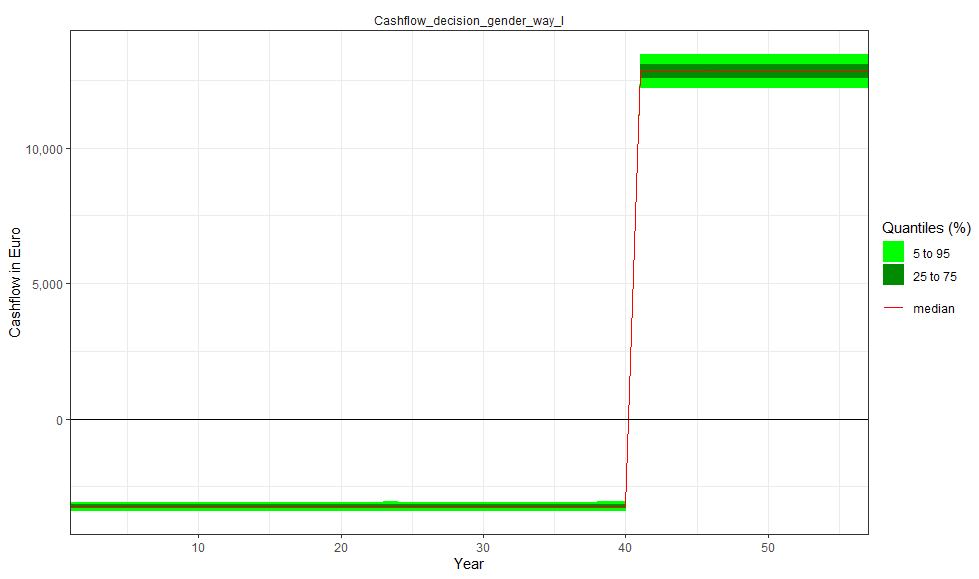 Cashflow_decision_gender_way_I
Cashflow in Euro
10,000
5,000
0
10
20
30
40
50
Year
Quantiles (%)
5 to 95
25 to 75
median